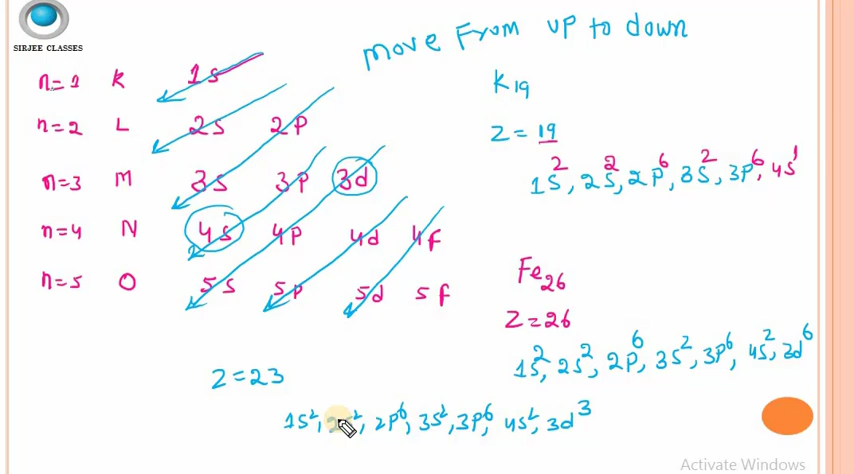 SIRJEE CLASSES
move From up to down
n=1 K 1s
n=2 L 2s 2p
n=3 M 3s 3p 3d
n=4 N 4s 4p 4d 4f
n=5 O 5s 5p 5d 5f
K19
Z = 19
1s², 2s², 2p⁶, 3s², 3p⁶, 4s¹
Fe26
Z = 26
1s², 2s², 2p⁶, 3s², 3p⁶, 4s², 3d⁶
Z = 23
1s², 2s², 2p⁶, 3s², 3p⁶, 4s², 3d³
Activate Windows